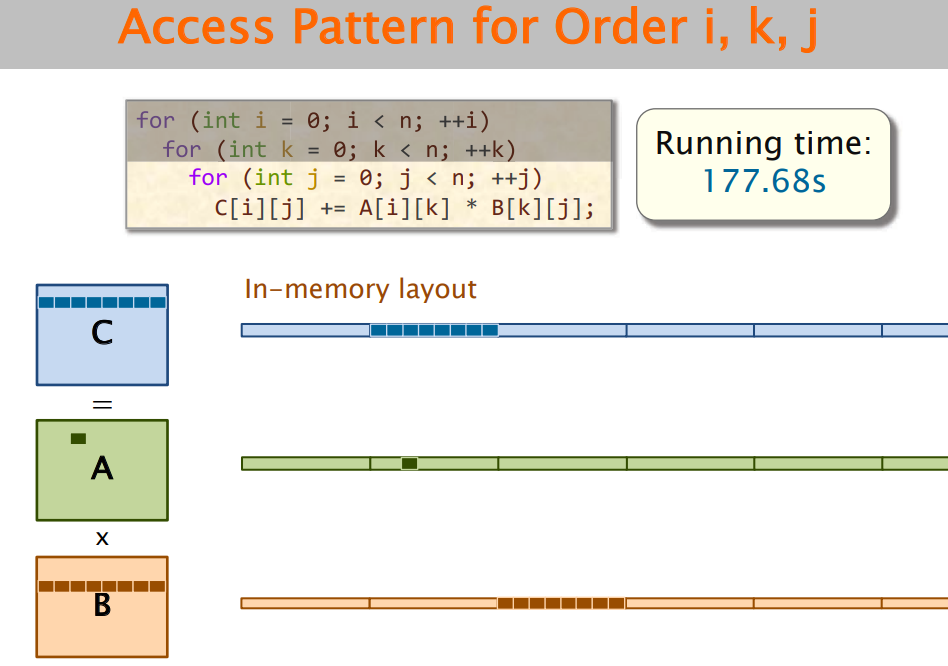 Access Pattern for Order i, k, j
for (int i = 0; i < n; ++i)
for (int k = 0; k < n; ++k)
for (int j = 0; j < n; ++j)
C[i][j] += A[i][k] * B[k][j];
Running time:
177.68s
In-memory layout
C
=
A
x
B